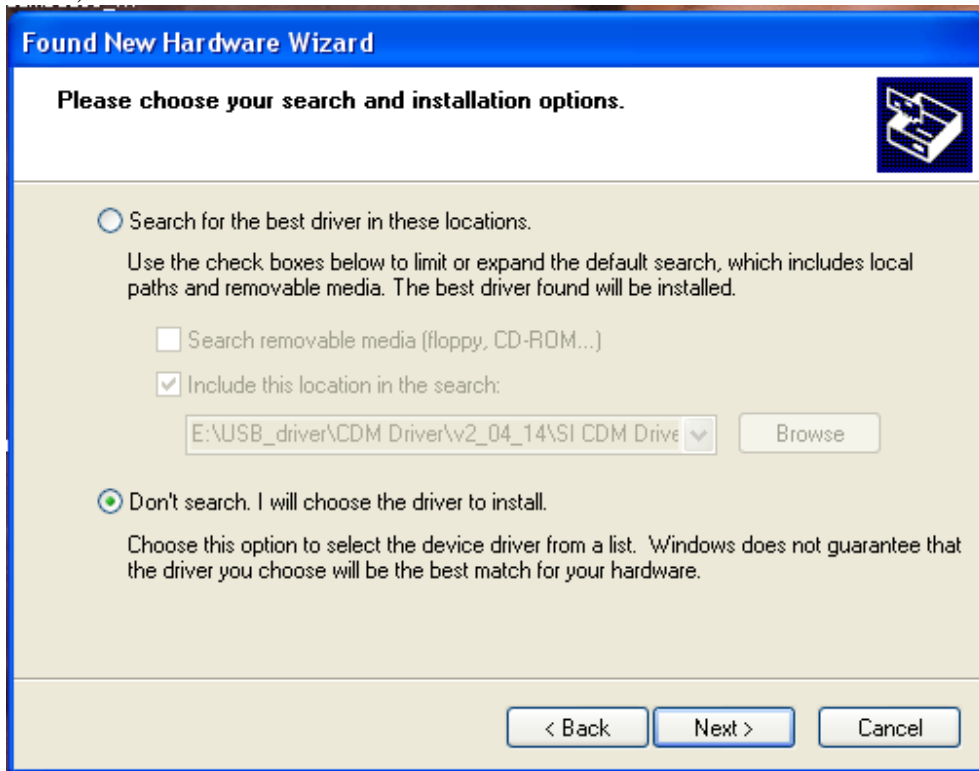 Found New Hardware Wizard
Please choose your search and installation options.
Search for the best driver in these locations.
Use the check boxes below to limit or expand the default search, which includes local
paths and removable media. The best driver found will be installed.
Search removable media (floppy, CD-ROM...)
Include this location in the search:
E:\USB_driver\CDM Driver\v2_04_14\SI CDM Drive
Browse
Don't search. I will choose the driver to install.
Choose this option to select the device driver from a list. Windows does not guarantee that
the driver you choose will be the best match for your hardware.
< Back
Next >
Cancel